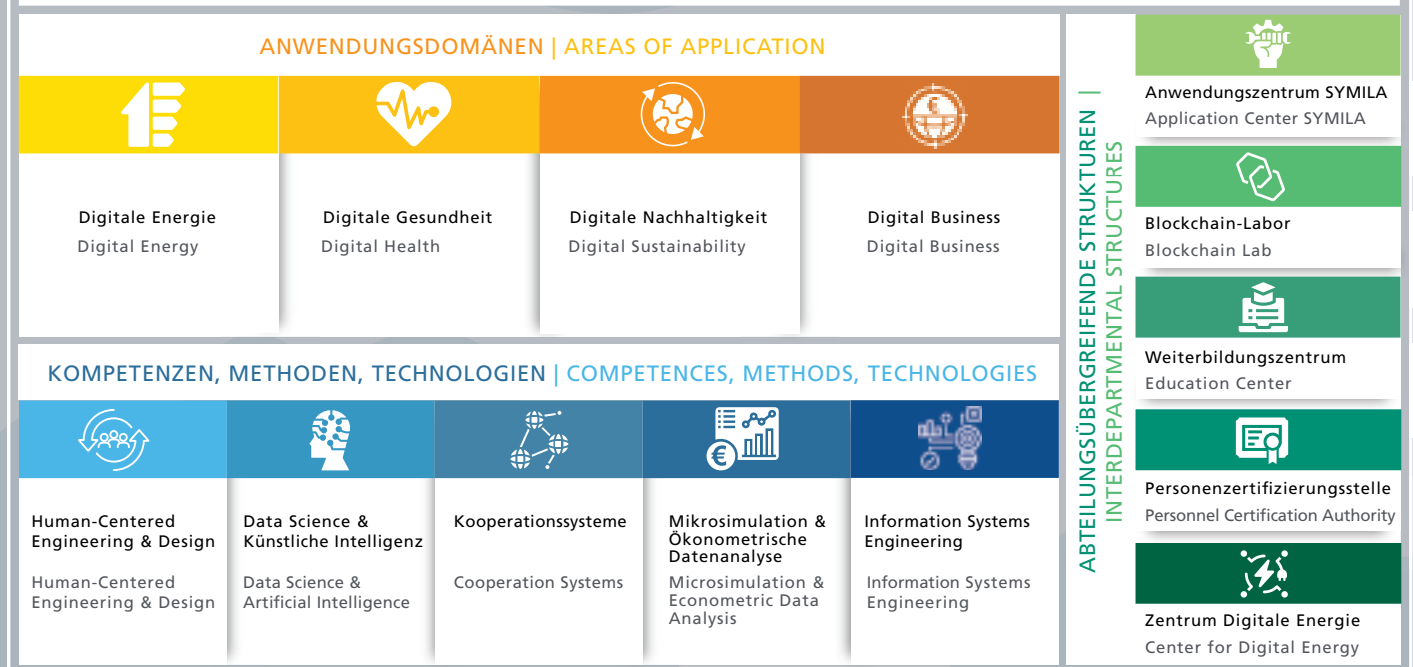 ANWENDUNGSDOMÄNEN | AREAS OF APPLICATION
Digitale Energie
Digital Energy
Digitale Gesundheit
Digital Health
Digitale Nachhaltigkeit
Digital Sustainability
Digital Business
Digital Business
KOMPETENZEN, METHODEN, TECHNOLOGIEN | COMPETENCES, METHODS, TECHNOLOGIES
Human-Centered
Engineering & Design
Human-Centered
Engineering & Design
Data Science &
Künstliche Intelligenz
Data Science &
Artificial Intelligence
Kooperationssysteme
Cooperation Systems
Mikrosimulation &
Ökonometrische
Datenanalyse
Microsimulation &
Econometric Data
Analysis
Information Systems
Engineering
Information Systems
Engineering
ABTEILUNGSÜBERGREIFENDE STRUKTUREN |
INTERDEPARTMENTAL STRUCTURES
Anwendungszentrum SYMILA
Application Center SYMILA
Blockchain-Labor
Blockchain Lab
Weiterbildungszentrum
Education Center
Personenzertifizierungsstelle
Personnel Certification Authority
Zentrum Digitale Energie
Center for Digital Energy